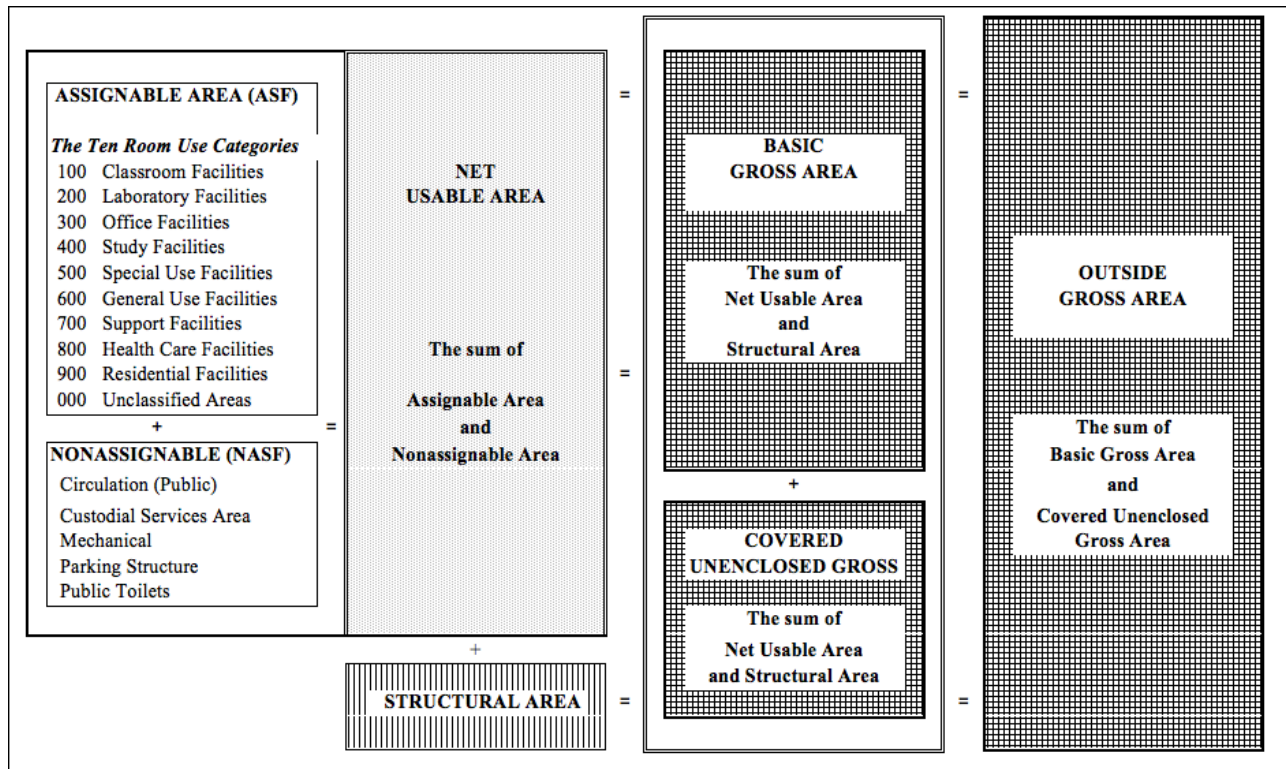 ASSIGNABLE AREA (ASF)
The Ten Room Use Categories
100 Classroom Facilities
200 Laboratory Facilities
300 Office Facilities
400 Study Facilities
500 Special Use Facilities
600 General Use Facilities
700 Support Facilities
800 Health Care Facilities
900 Residential Facilities
000 Unclassified Areas
+
NONASSIGNABLE (NASF)
Circulation (Public)
Custodial Services Area
Mechanical
Parking Structure
Public Toilets
=
NET
USABLE AREA
The sum of
Assignable Area
and
Nonassignable Area
+
STRUCTURAL AREA
=
=
=
BASIC
GROSS AREA
The sum of
Net Usable Area
and
Structural Area
+
COVERED
UNENCLOSED GROSS
The sum of
Net Usable Area
and Structural Area
=
=
OUTSIDE
GROSS AREA
The sum of
Basic Gross Area
and
Covered Unenclosed
Gross Area